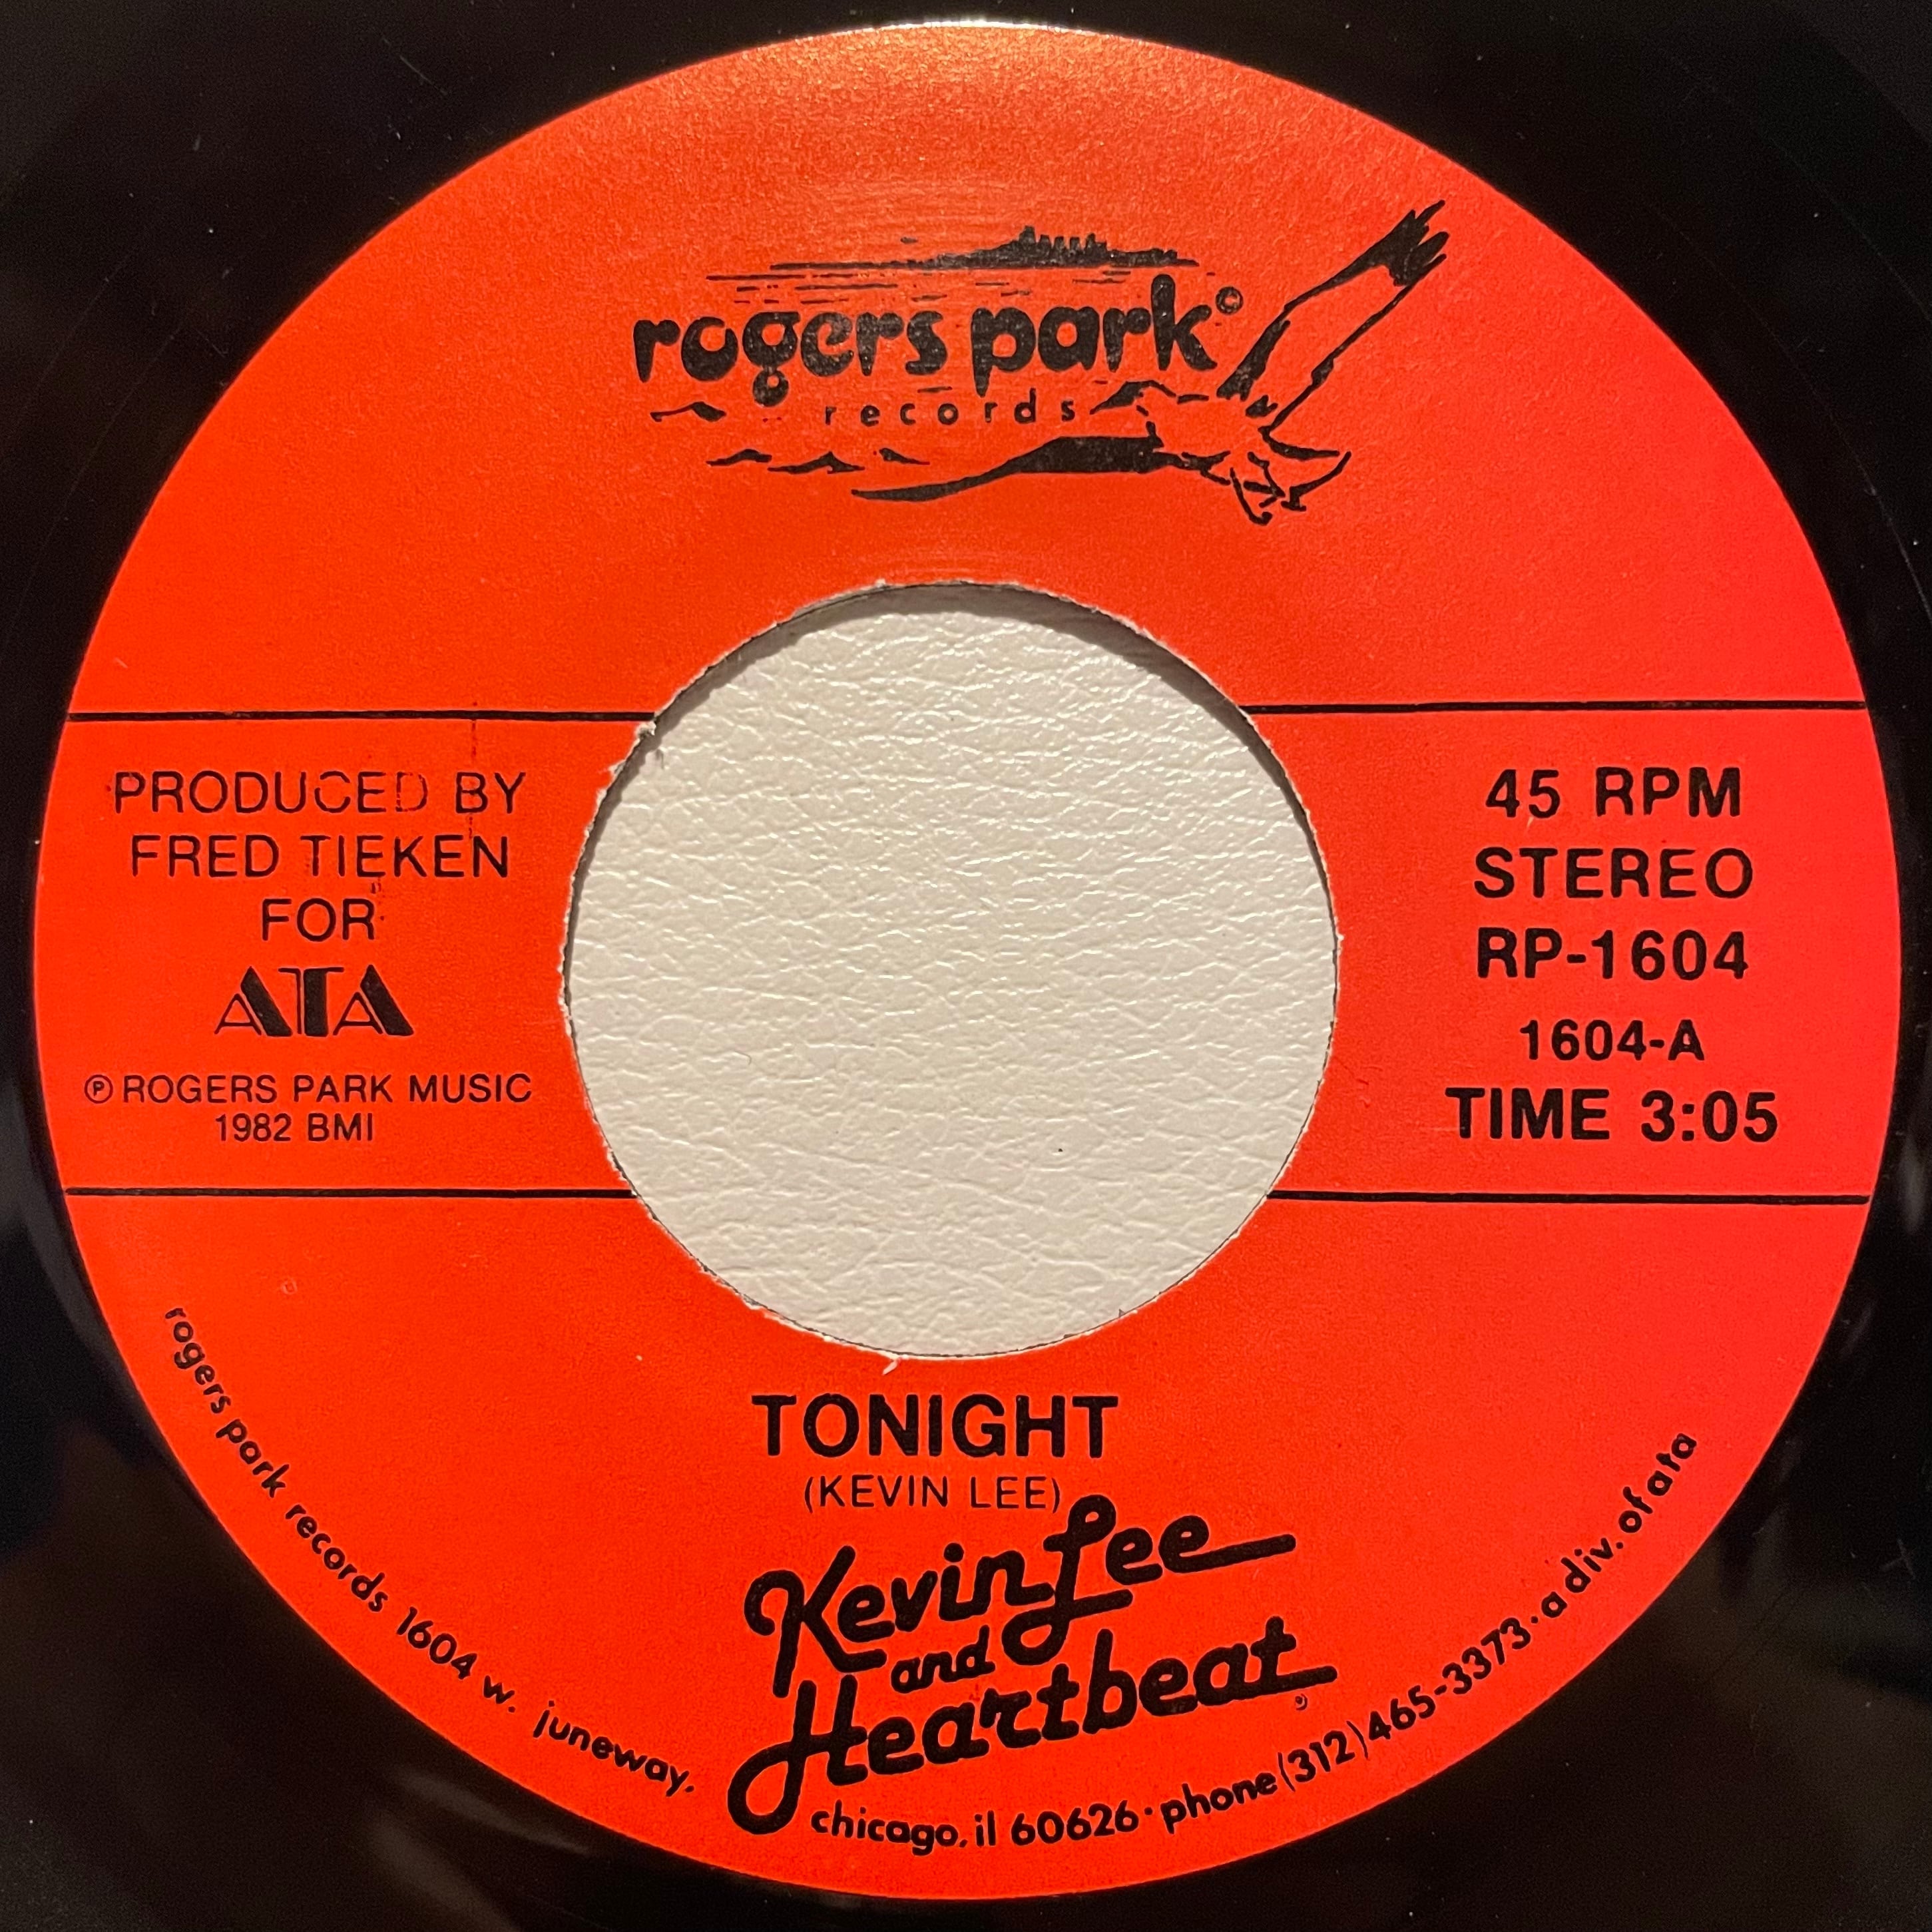 rogers park©
records
PRODUCED BY
FRED TIEKEN
FOR
ATA
℗ ROGERS PARK MUSIC
1982 BMI
45 RPM
STEREO
RP-1604
1604-A
TIME 3:05
TONIGHT
(KEVIN LEE)
Kevin Lee
and
Heartbeat
rogers park records 1604 w. juneway, chicago, il 60626 · phone (312) 465-3373 · a div. of ata